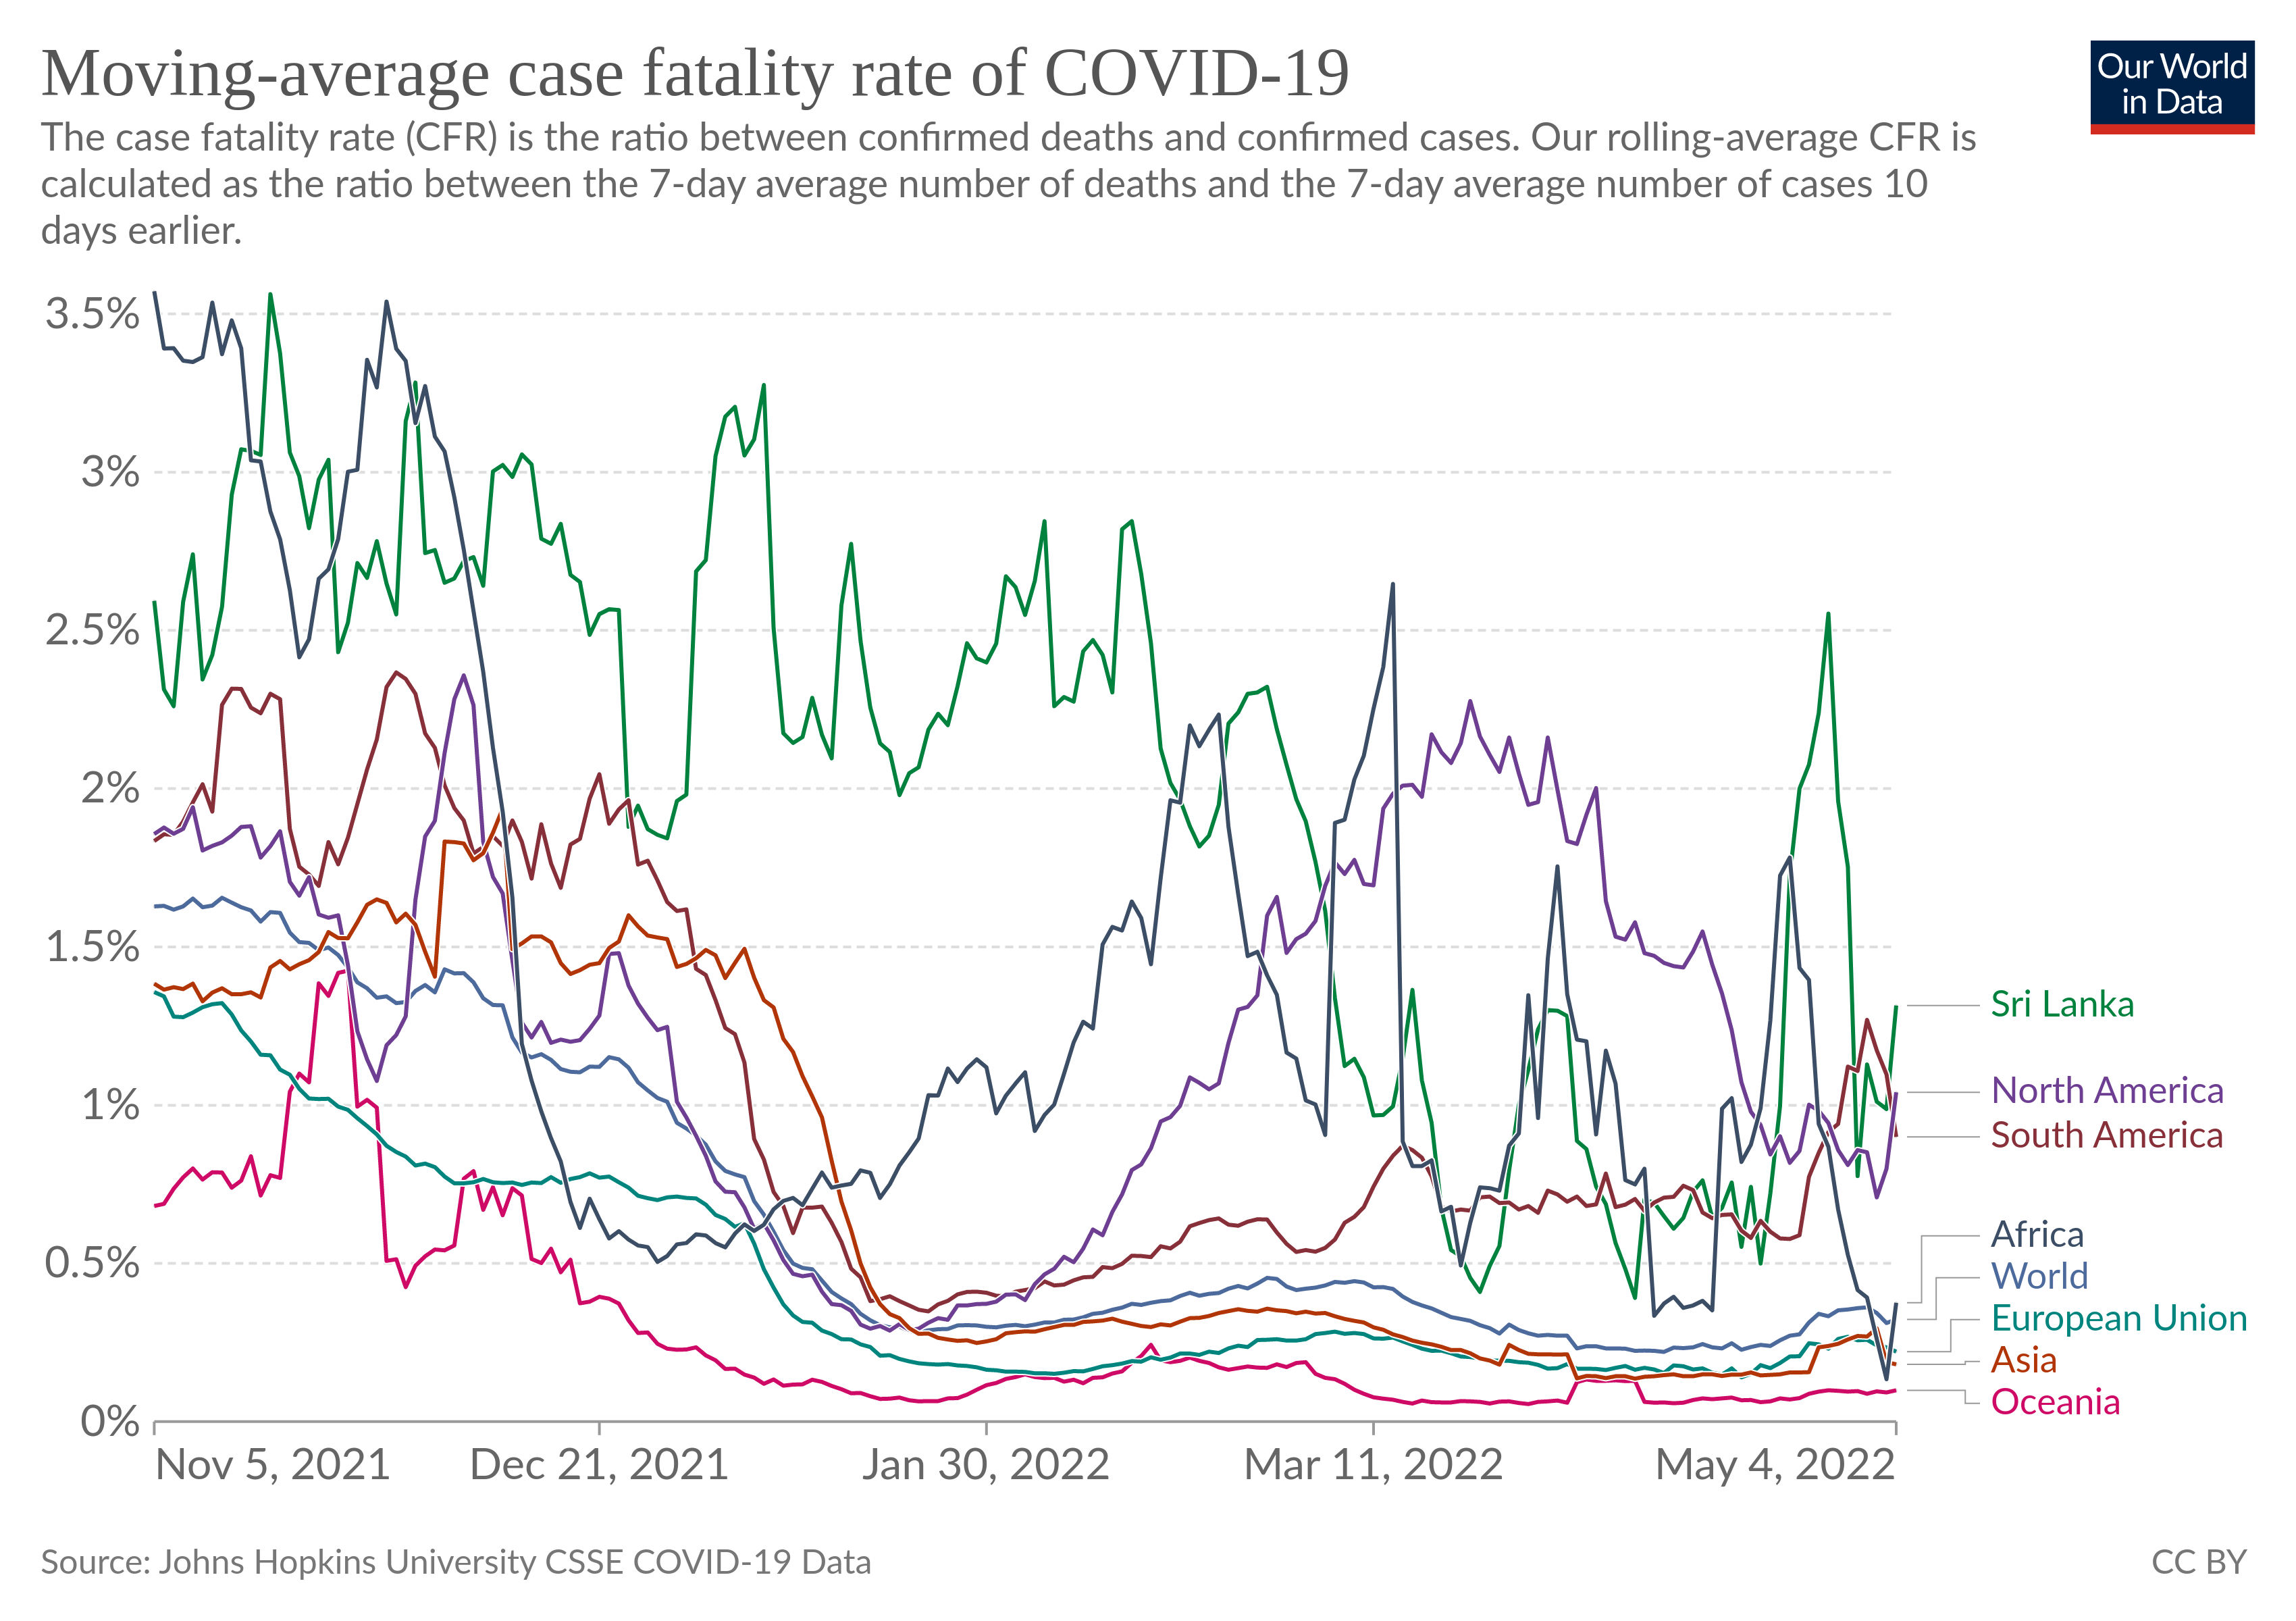 Moving-average case fatality rate of COVID-19
Our World
in Data
The case fatality rate (CFR) is the ratio between confirmed deaths and confirmed cases. Our rolling-average CFR is
calculated as the ratio between the 7-day average number of deaths and the 7-day average number of cases 10
days earlier.
3.5%
3%
2.5%
2%
1.5%
1%
0.5%
0%
Sri Lanka
North America
South America
Africa
World
European Union
Asia
Oceania
Nov 5, 2021
Dec 21, 2021
Jan 30, 2022
Mar 11, 2022
May 4, 2022
Source: Johns Hopkins University CSSE COVID-19 Data
CC BY